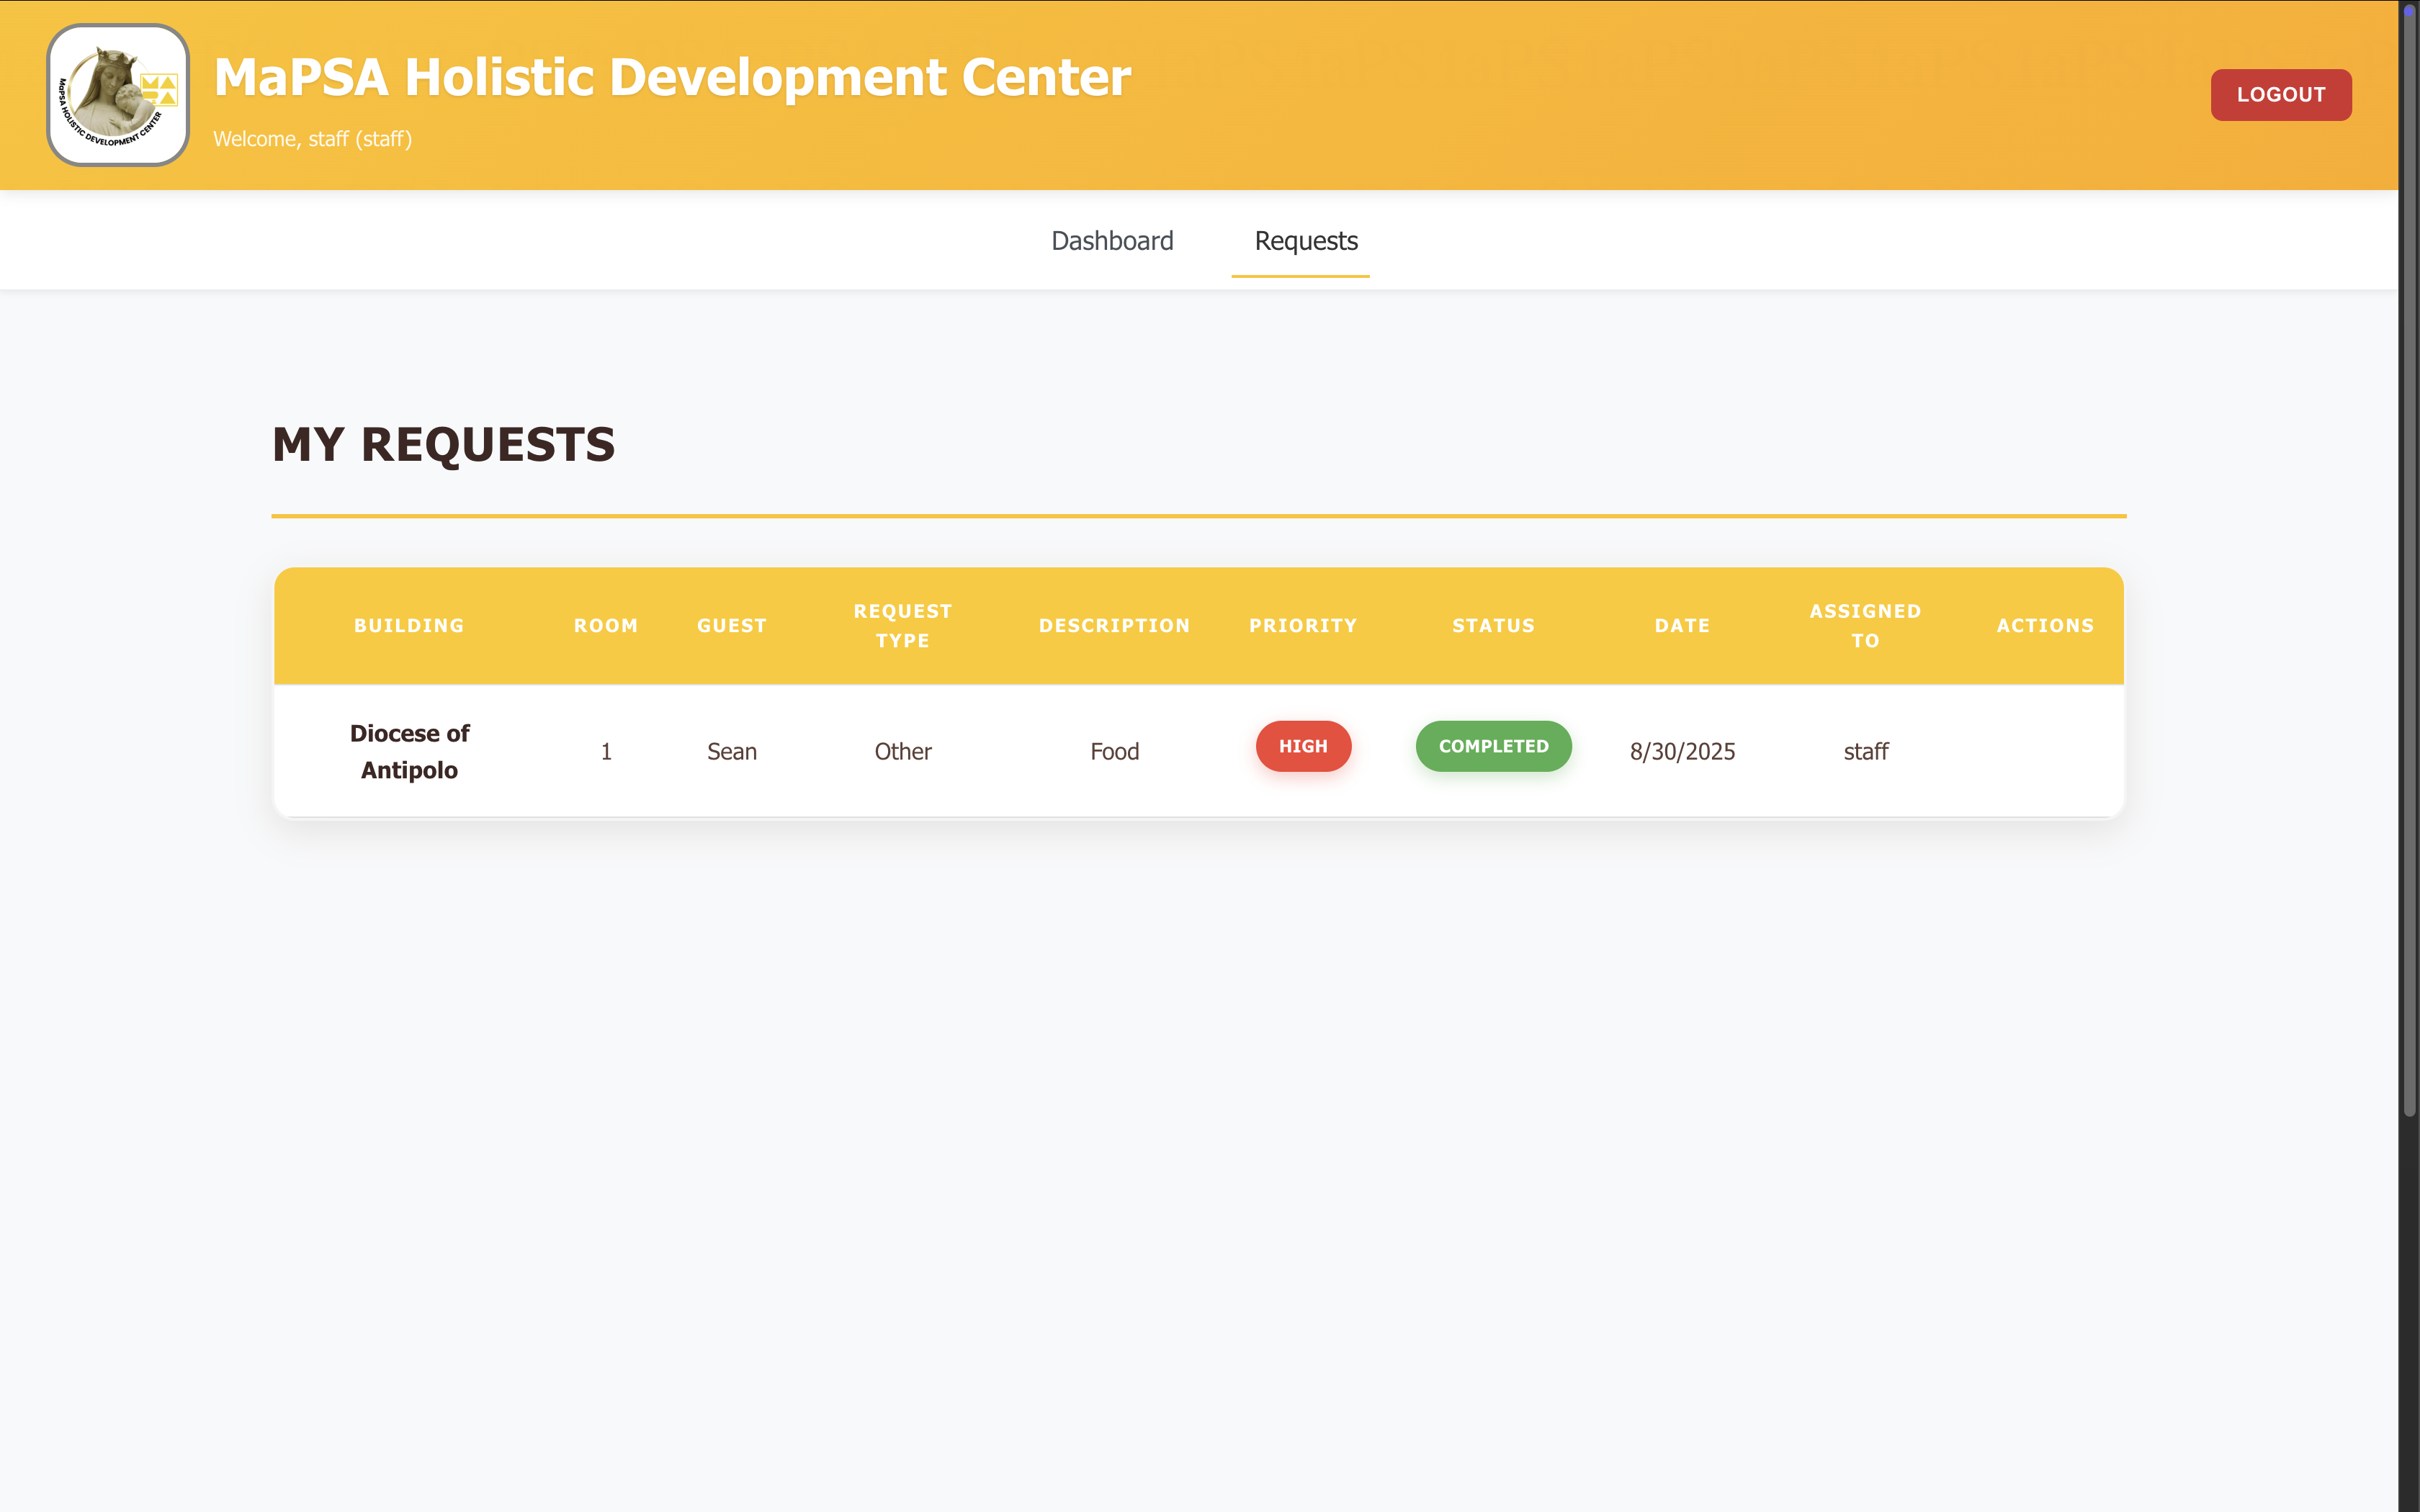 MaPSA HOLISTIC DEVELOPMENT CENTER
MAPSA
MaPSA Holistic Development Center
Welcome, staff (staff)
LOGOUT
Dashboard
Requests
MY REQUESTS
BUILDING
ROOM
GUEST
REQUEST
TYPE
DESCRIPTION
PRIORITY
STATUS
DATE
ASSIGNED
TO
ACTIONS
Diocese of
Antipolo
1
Sean
Other
Food
HIGH
COMPLETED
8/30/2025
staff